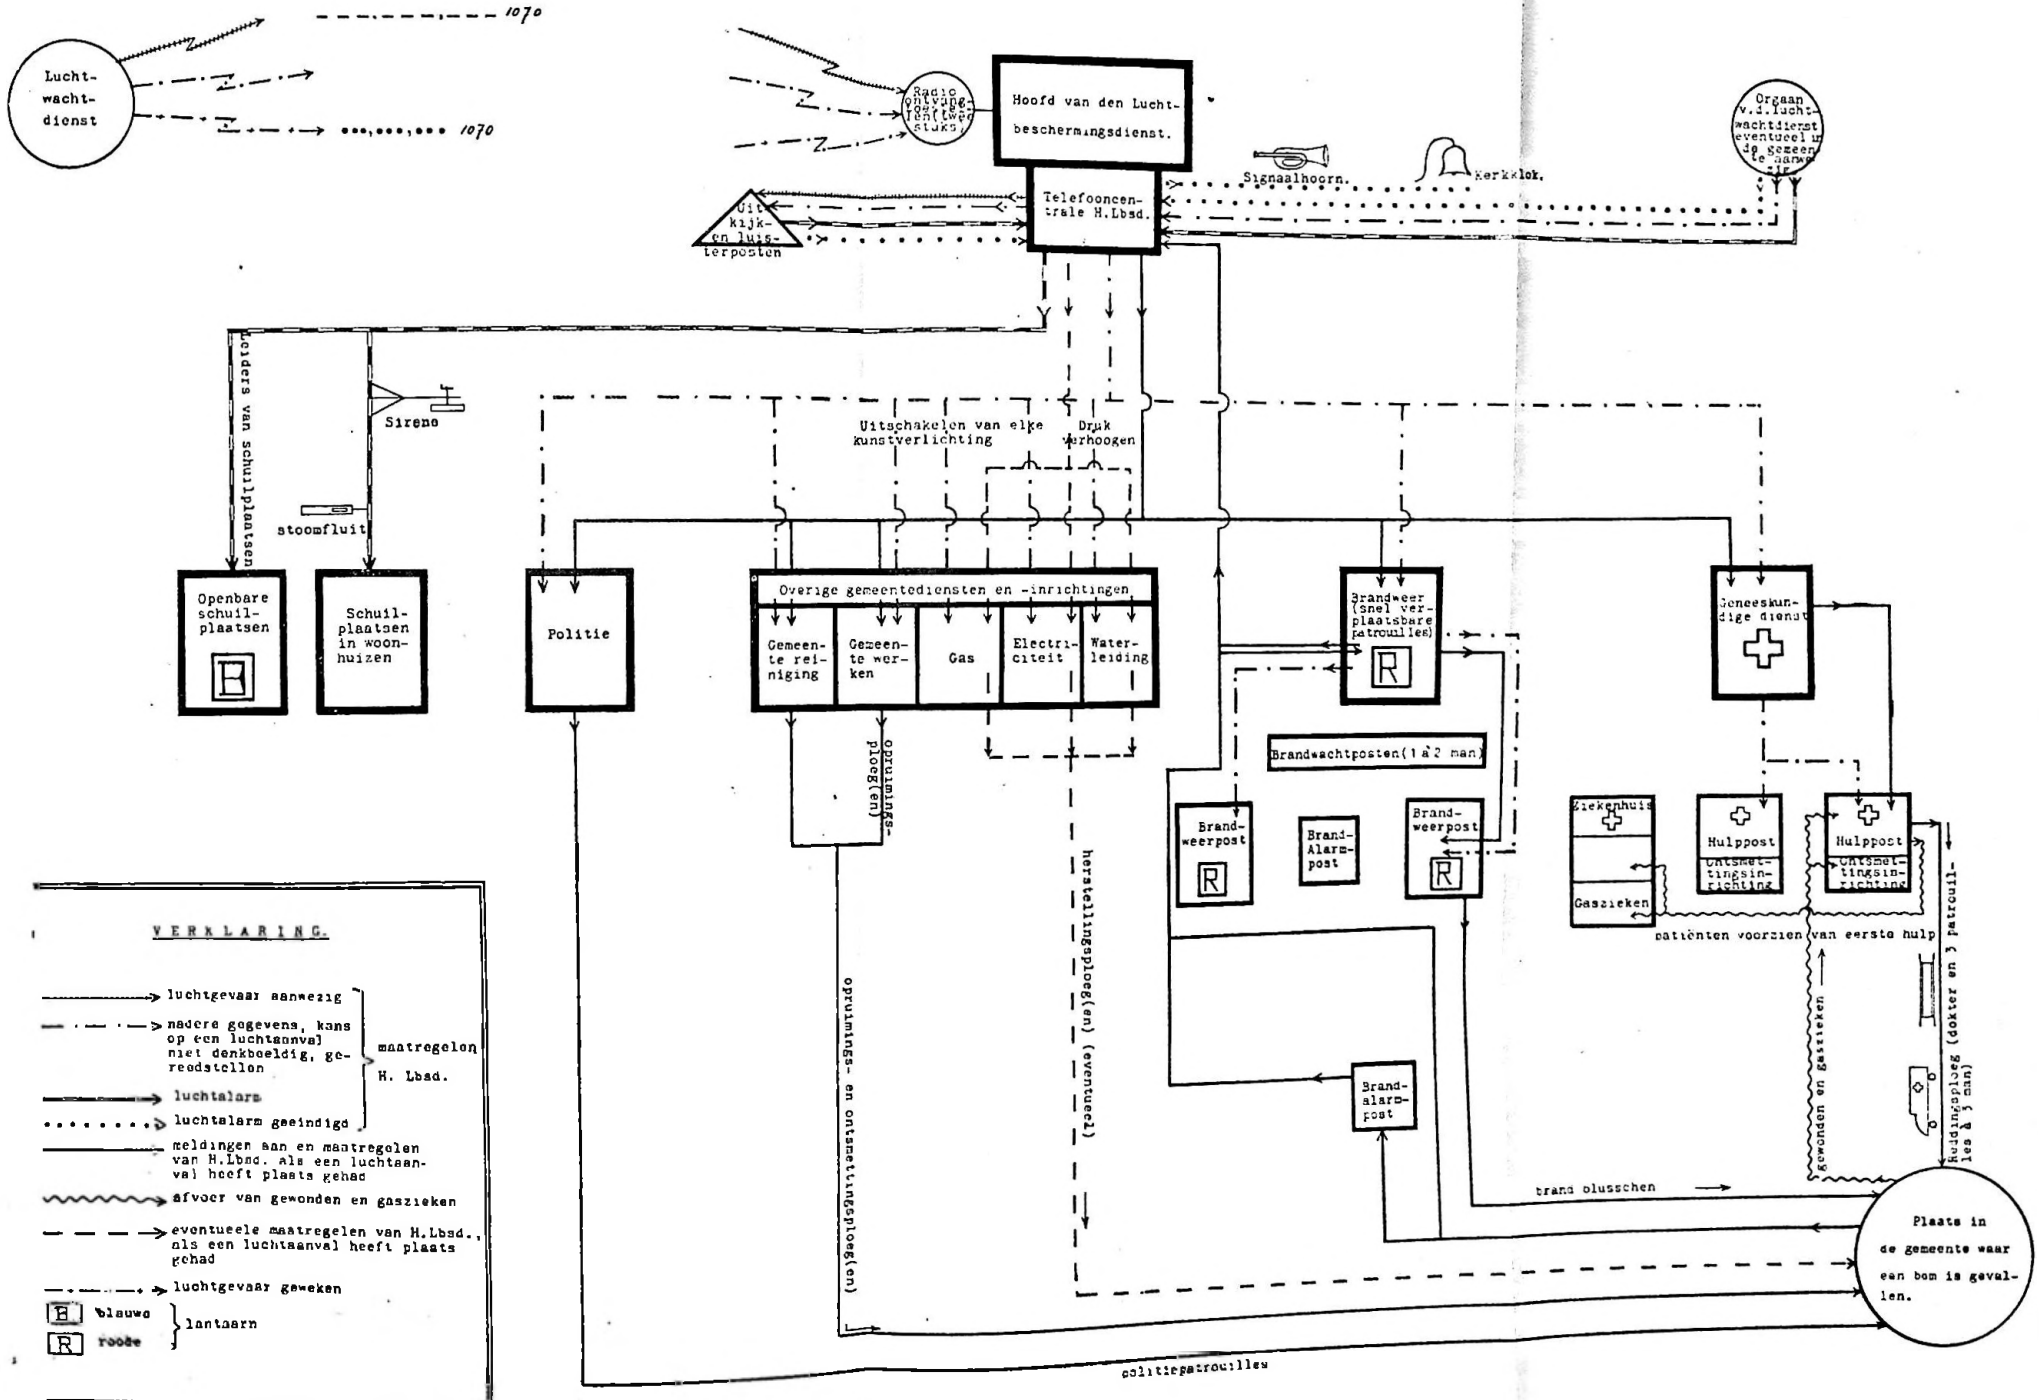 1070
Lucht-
wacht-
dienst
1070
Radio
ontvang-
stuks)
Hoofd van den Lucht-
beschermingsdienst.
Telefooncen-
trale H.Lbsd.
Uit
kijk-
en luis-
terposten
Signaalhoorn.
Kerkklok.
Orgaan
v.d.lucht-
wachtdienst
eventueel in
de gemeen
te aanwe
zig.
Leiders van schuilplaatsen
Sirene
stoomfluit
Uitschakelen van elke
kunstverlichting
Druk
verhoogen
Openbare
schuil-
plaatsen
B
Schuil-
plaatsen
in woon-
huizen
Politie
Overige gemeentediensten en -inrichtingen
Gemeen-
te rei-
niging
Gemeen-
te wer-
ken
Gas
Electri-
citeit
Water-
leiding
Brandweer
(snel ver-
plaatsbare
patrouilles)
R
Geneeskun-
dige dienst
opruimings-
ploeg(en)
Brandwachtposten(1 à 2 man)
Brand-
weerpost
R
Brand-
Alarm-
post
Brand-
weerpost
R
Ziekenhuis
Gaszieken
Hulppost
Ontsmet-
tingsin-
richting
Hulppost
Ontsmet-
tingsin-
richting
patiënten voorzien van eerste hulp
gewonden en gaszieken
Reddingsploeg (dokter en 3 patrouil-
les à 3 man)
herstellingsploeg(en) (eventueel)
opruimings- en ontsmettingsploeg(en)
Brand-
alarm-
post
brand blusschen
Plaats in
de gemeente waar
een bom is geval-
len.
politiepatrouilles
VERKLARING.
luchtgevaar aanwezig
nadere gegevens, kans
op een luchtaanval
niet denkbeeldig, ge-
reedstellen
luchtalarm
luchtalarm geeindigd
maatregelen
H. Lbsd.
meldingen aan en maatregelen
van H.Lbsd. als een luchtaan-
val heeft plaats gehad
afvoer van gewonden en gaszieken
eventueele maatregelen van H.Lbsd.,
als een luchtaanval heeft plaats
gehad
luchtgevaar geweken
B blauwe
R roode
lantaarn